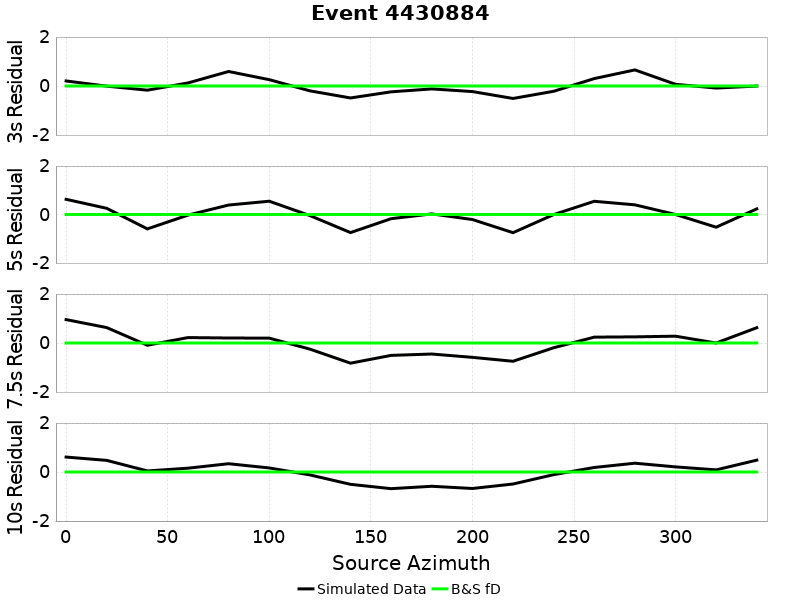 Event 4430884
3s Residual
2
0
-2
5s Residual
2
0
-2
7.5s Residual
2
0
-2
10s Residual
2
0
-2
0 50 100 150 200 250 300
Source Azimuth
Simulated Data B&S fD